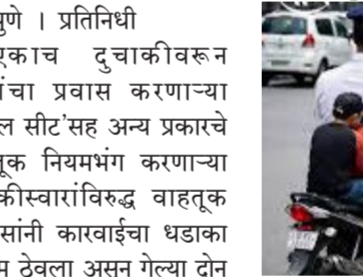 पुणे । प्रतिनिधी
एकाच दुचाकीवरून
प्रवास करणाऱ्या
सीट'सह अन्य प्रकारचे
नियमभंग करणाऱ्या
वाहतूक
कारवाईचा धडाका
ठेवला असून गेल्या दोन